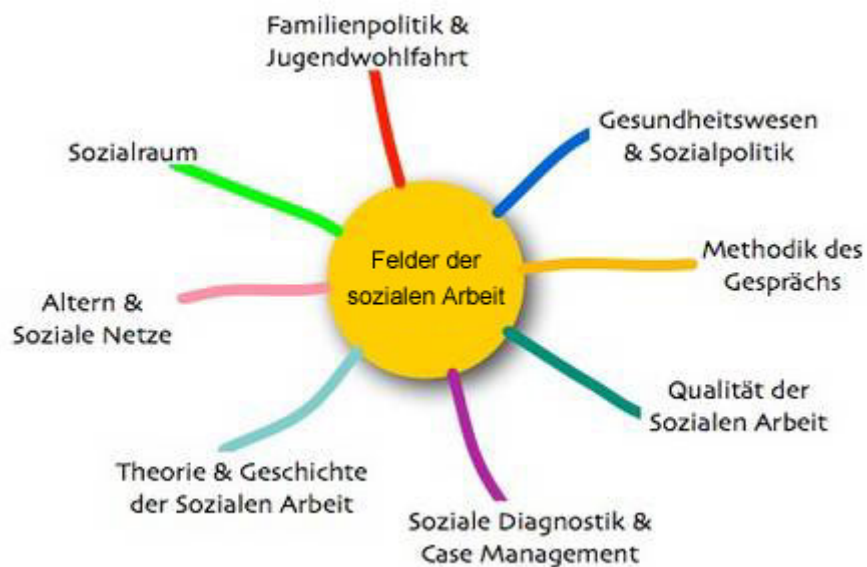 Familienpolitik &
Jugendwohlfahrt
Gesundheitswesen
& Sozialpolitik
Sozialraum
Methodik des
Gesprächs
Felder der
sozialen Arbeit
Altern &
Soziale Netze
Qualität der
Sozialen Arbeit
Theorie & Geschichte
der Sozialen Arbeit
Soziale Diagnostik &
Case Management